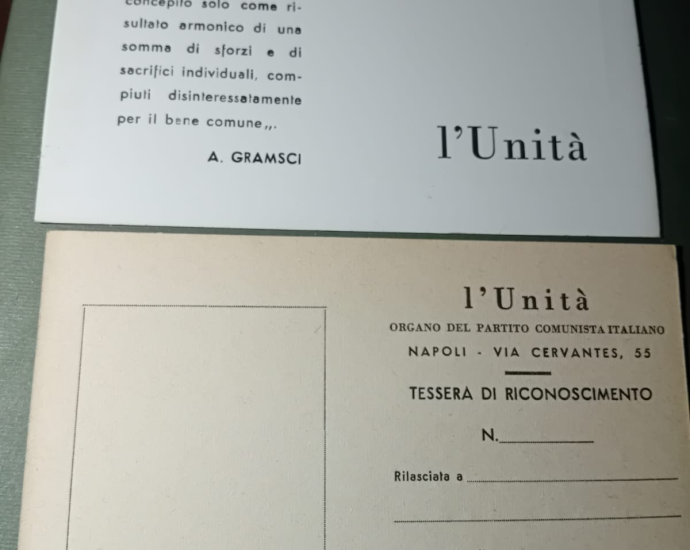 concepito solo come ri-
sultato armonico di una
somma di sforzi e di
sacrifici individuali, com-
piuti disinteressatamente
per il bene comune„.
A. GRAMSCI
l'Unità
l'Unità
ORGANO DEL PARTITO COMUNISTA ITALIANO
NAPOLI - VIA CERVANTES, 55
TESSERA DI RICONOSCIMENTO
N.
Rilasciata a